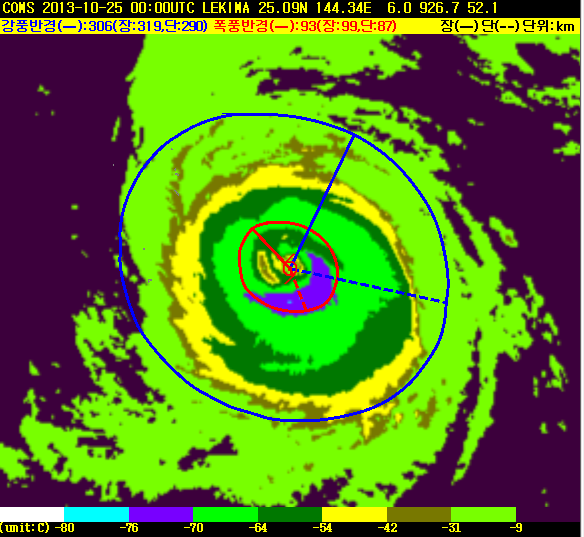 COMS 2013-10-25 00:00UTC LEKIMA 25.09N 144.34E 6.0 926.7 52.1
강풍반경(—):306(장:319,단:290) 폭풍반경(—):93(장:99,단:87) 장(—)단(--)단위:km
(unit:C) -80 -76 -70 -64 -54 -42 -31 -9